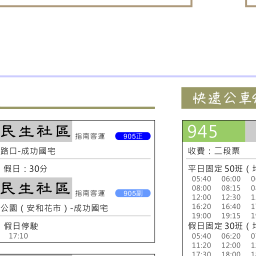 民生社區 指南客運 905正
路口-成功國宅
假日：30分
民生社區 指南客運 905副
公園（安和花市）-成功國宅
假日停駛
17:10
快速公車
945
收費：二段票
平日固定50班（
05:40 06:00
08:00 08:15
12:00 12:30
16:20 16:40
19:00 19:15
假日固定30班（
05:40 06:20
11:20 12:00
17:30 18:00